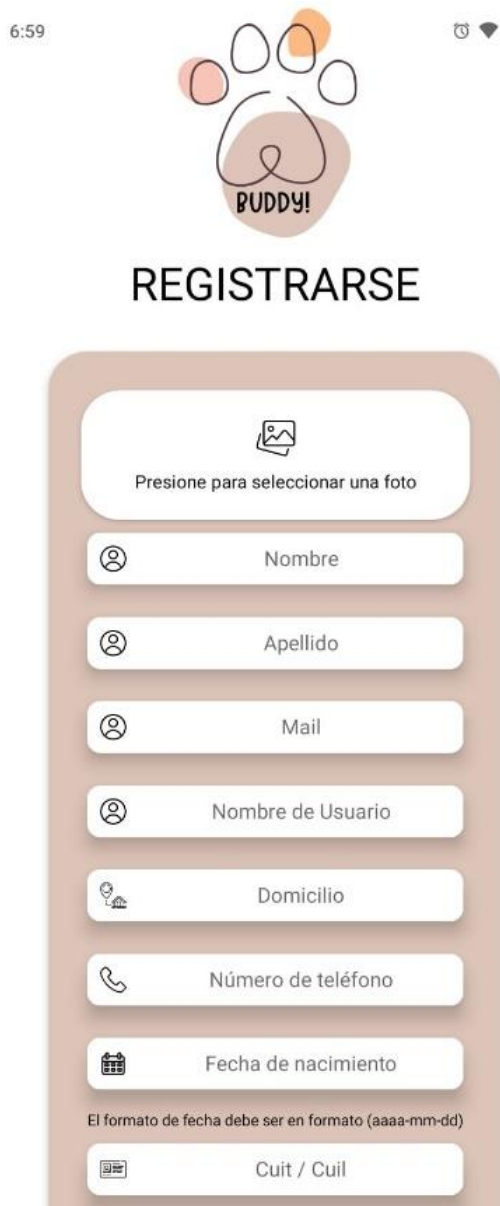 6:59
BUDDY!
REGISTRARSE
Presione para seleccionar una foto
Nombre
Apellido
Mail
Nombre de Usuario
Domicilio
Número de teléfono
Fecha de nacimiento
El formato de fecha debe ser en formato (aaaa-mm-dd)
Cuit / Cuil